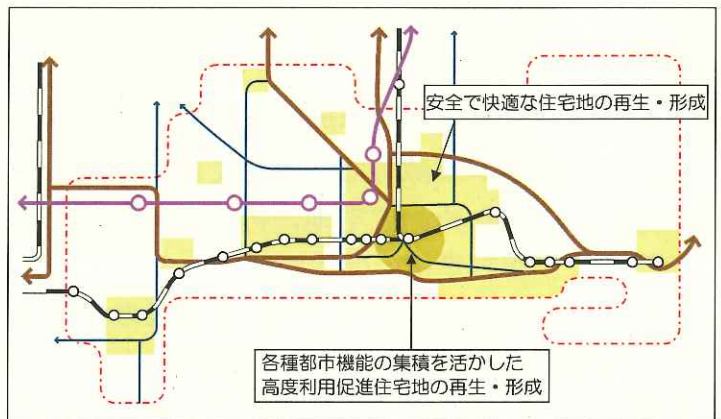 安全で快適な住宅地の再生・形成
各種都市機能の集積を活かした
高度利用促進住宅地の再生・形成